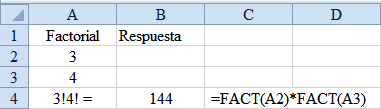 A B C D
1 Factorial Respuesta
2 3
3 4
4 3!4! = 144 =FACT(A2)*FACT(A3)